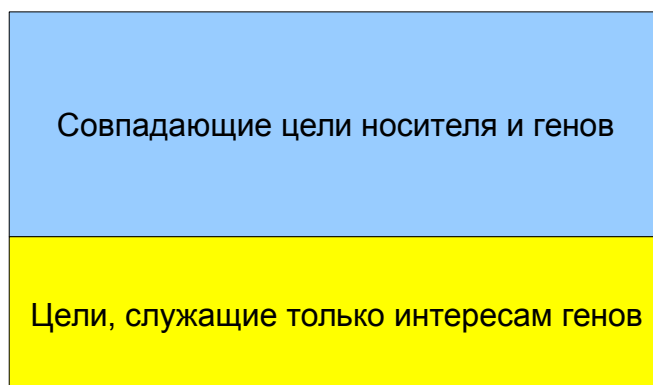 Совпадающие цели носителя и генов
Цели, служащие только интересам генов